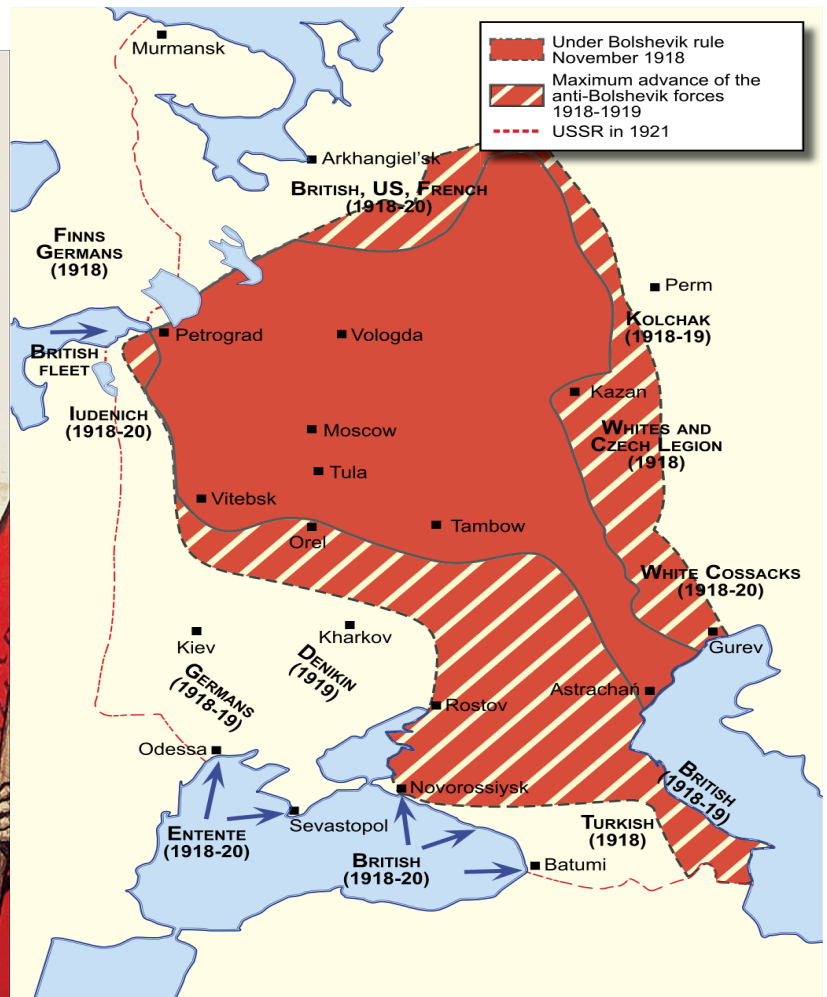 Under Bolshevik rule
November 1918
Maximum advance of the
anti-Bolshevik forces
1918-1919
USSR in 1921
Murmansk
Arkhangiel'sk
British, US, French
(1918-20)
Finns
Germans
(1918)
Perm
Kolchak
(1918-19)
Petrograd
Vologda
British
fleet
Iudenich
(1918-20)
Kazan
Moscow
Whites and
Czech Legion
(1918)
Tula
Vitebsk
Orel
Tambow
White Cossacks
(1918-20)
Kiev
Kharkov
Gurev
Germans
(1918-19)
Denikin
(1919)
Astrachań
Rostov
Odessa
Novorossiysk
British
(1918-19)
Sevastopol
Entente
(1918-20)
Turkish
(1918)
British
(1918-20)
Batumi